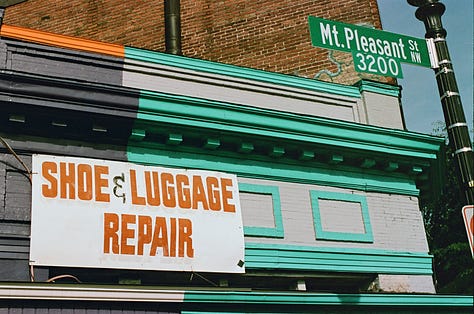 Mt. Pleasant St NW
3200
SHOE & LUGGAGE
REPAIR